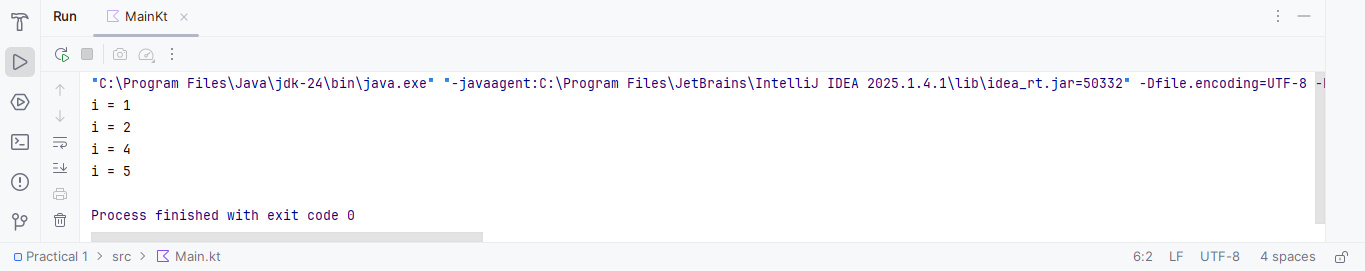 Run MainKt
"C:\Program Files\Java\jdk-24\bin\java.exe" "-javaagent:C:\Program Files\JetBrains\IntelliJ IDEA 2025.1.4.1\lib\idea_rt.jar=50332" -Dfile.encoding=UTF-8
i = 1
i = 2
i = 4
i = 5
Process finished with exit code 0
Practical 1 > src > Main.kt 6:2 LF UTF-8 4 spaces